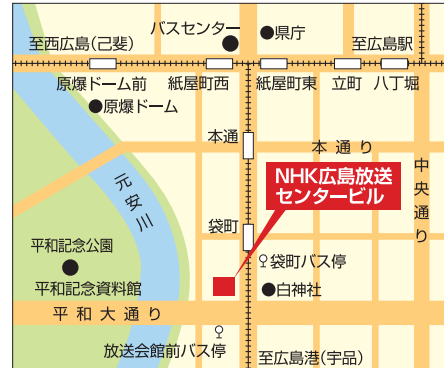 バスセンター
県庁
至西広島(己斐)
至広島駅
原爆ドーム前
紙屋町西
紙屋町東
立町
八丁堀
原爆ドーム
本通
本通り
NHK広島放送
センタービル
中央通り
元安川
袋町
平和記念公園
袋町バス停
平和記念資料館
白神社
平和大通り
放送会館前バス停
至広島港(宇品)